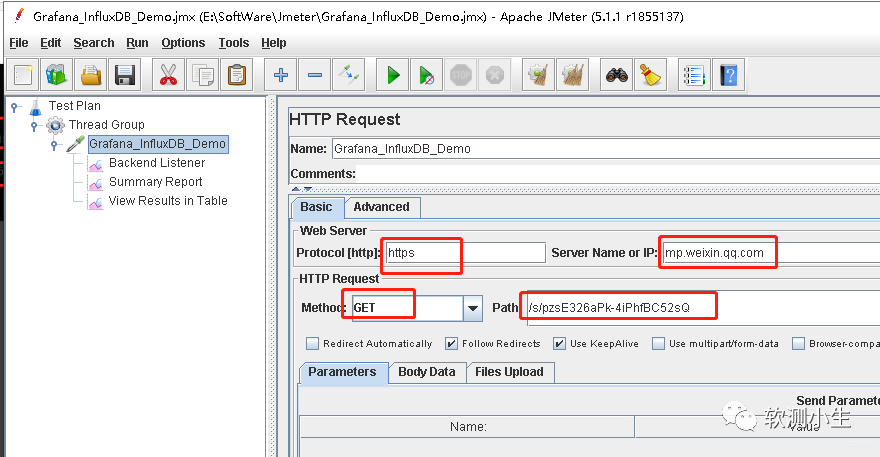 Grafana_InfluxDB_Demo.jmx (E:\SoftWare\Jmeter\Grafana_InfluxDB_Demo.jmx) - Apache JMeter (5.1.1 r1855137)
File Edit Search Run Options Tools Help
Test Plan
Thread Group
Grafana_InfluxDB_Demo
Backend Listener
Summary Report
View Results in Table
HTTP Request
Name: Grafana_InfluxDB_Demo
Comments:
Basic Advanced
Web Server
Protocol [http]: https Server Name or IP: mp.weixin.qq.com
HTTP Request
Method: GET Path: /s/pzsE326aPk-4iPhfBC52sQ
Redirect Automatically Follow Redirects Use KeepAlive Use multipart/form-data Browser-compa
Parameters Body Data Files Upload
Send Paramete
Name: Value
软测小生